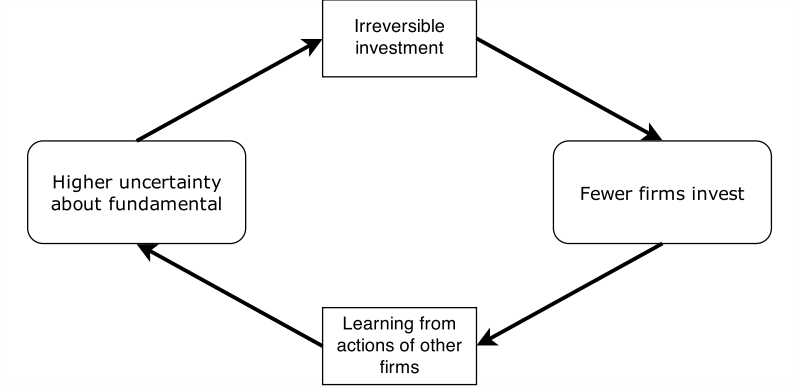 Irreversible
investment
Higher uncertainty
about fundamental
Fewer firms invest
Learning from
actions of other
firms